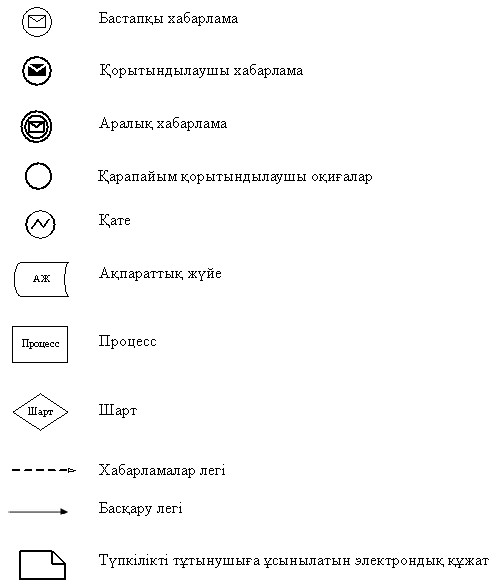 Бастапқы хабарлама
Қорытындылаушы хабарлама
Аралық хабарлама
Қарапайым қорытындылаушы оқиғалар
Қате
АЖ Ақпараттық жүйе
Процесс Процесс
Шарт Шарт
Хабарламалар легі
Басқару легі
Түпкілікті тұтынушыға ұсынылатын электрондық құжат